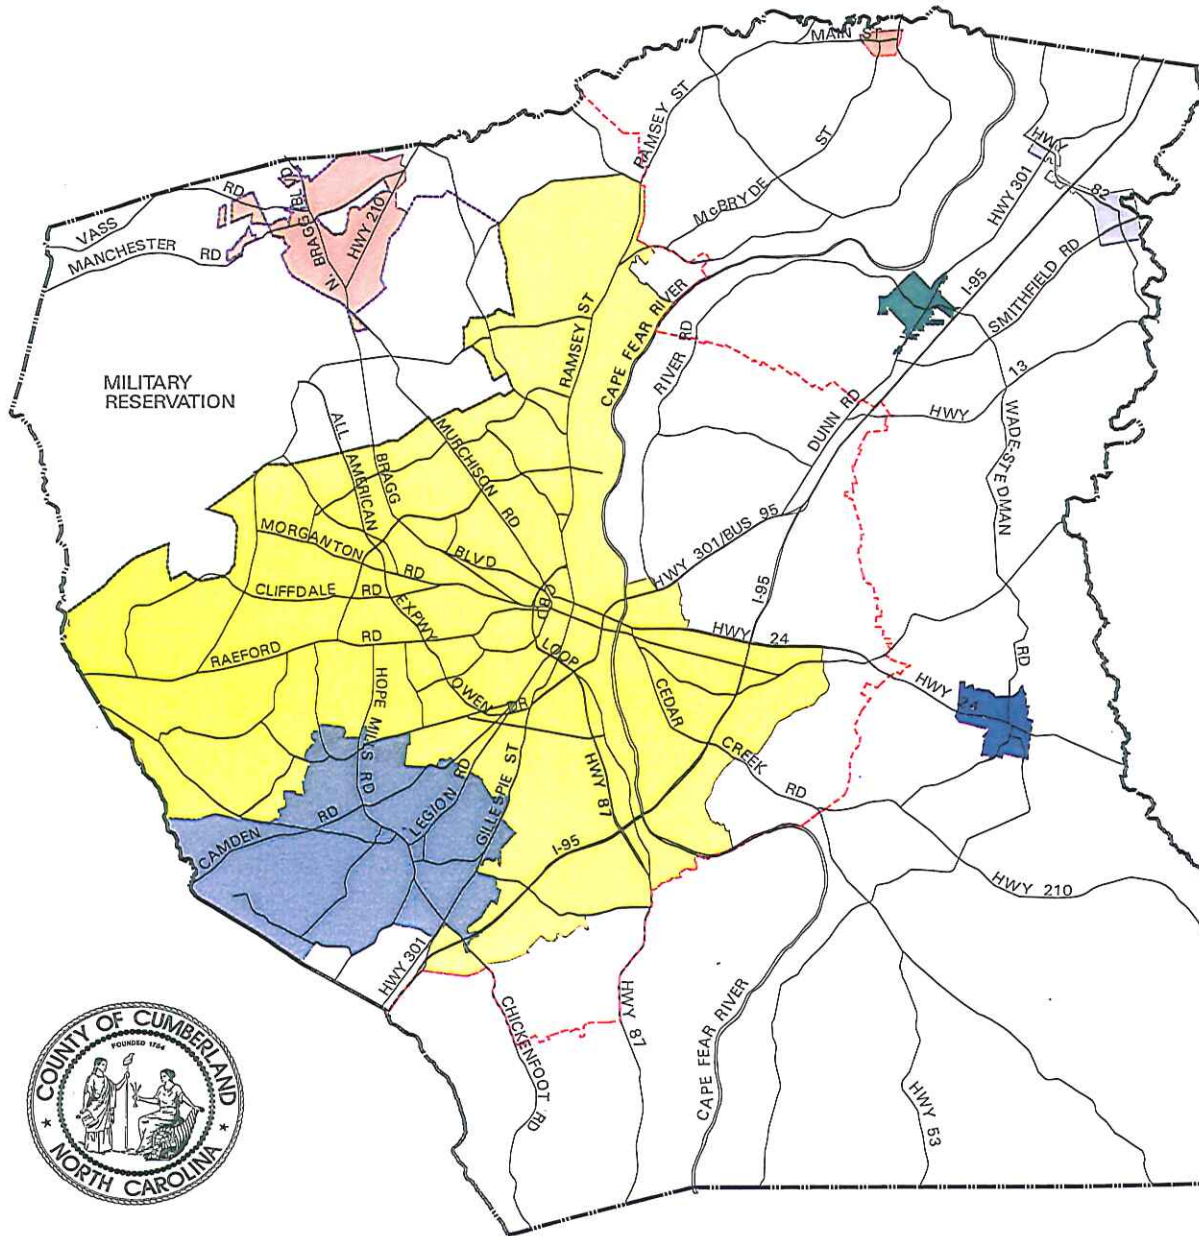 MAIN ST
RAMSEY ST
McBRYDE ST
HWY 301
HWY 82
VASS RD
MANCHESTER RD
N. BRAGG BLVD
HWY 210
I-95
SMITHFIELD RD
CAPE FEAR RIVER
RIVER RD
RAMSEY ST
MILITARY
RESERVATION
DUNN RD
HWY 13
WADE-STEDMAN RD
ALL AMERICAN EXPWY
BRAGG BLVD
MURCHISON RD
MORGANTON RD
CLIFFDALE RD
HWY 301/BUS 95
I-95
CBD LOOP
HWY 24
RAEFORD RD
HOPE MILLS RD
OWEN DR
CEDAR CREEK RD
HWY 24
HWY 87
GILLESPIE ST
LEGION RD
CAMDEN RD
I-95
HWY 210
HWY 301
CHICKENFOOT RD
HWY 87
CAPE FEAR RIVER
HWY 53
COUNTY OF CUMBERLAND
FOUNDED 1754
NORTH CAROLINA